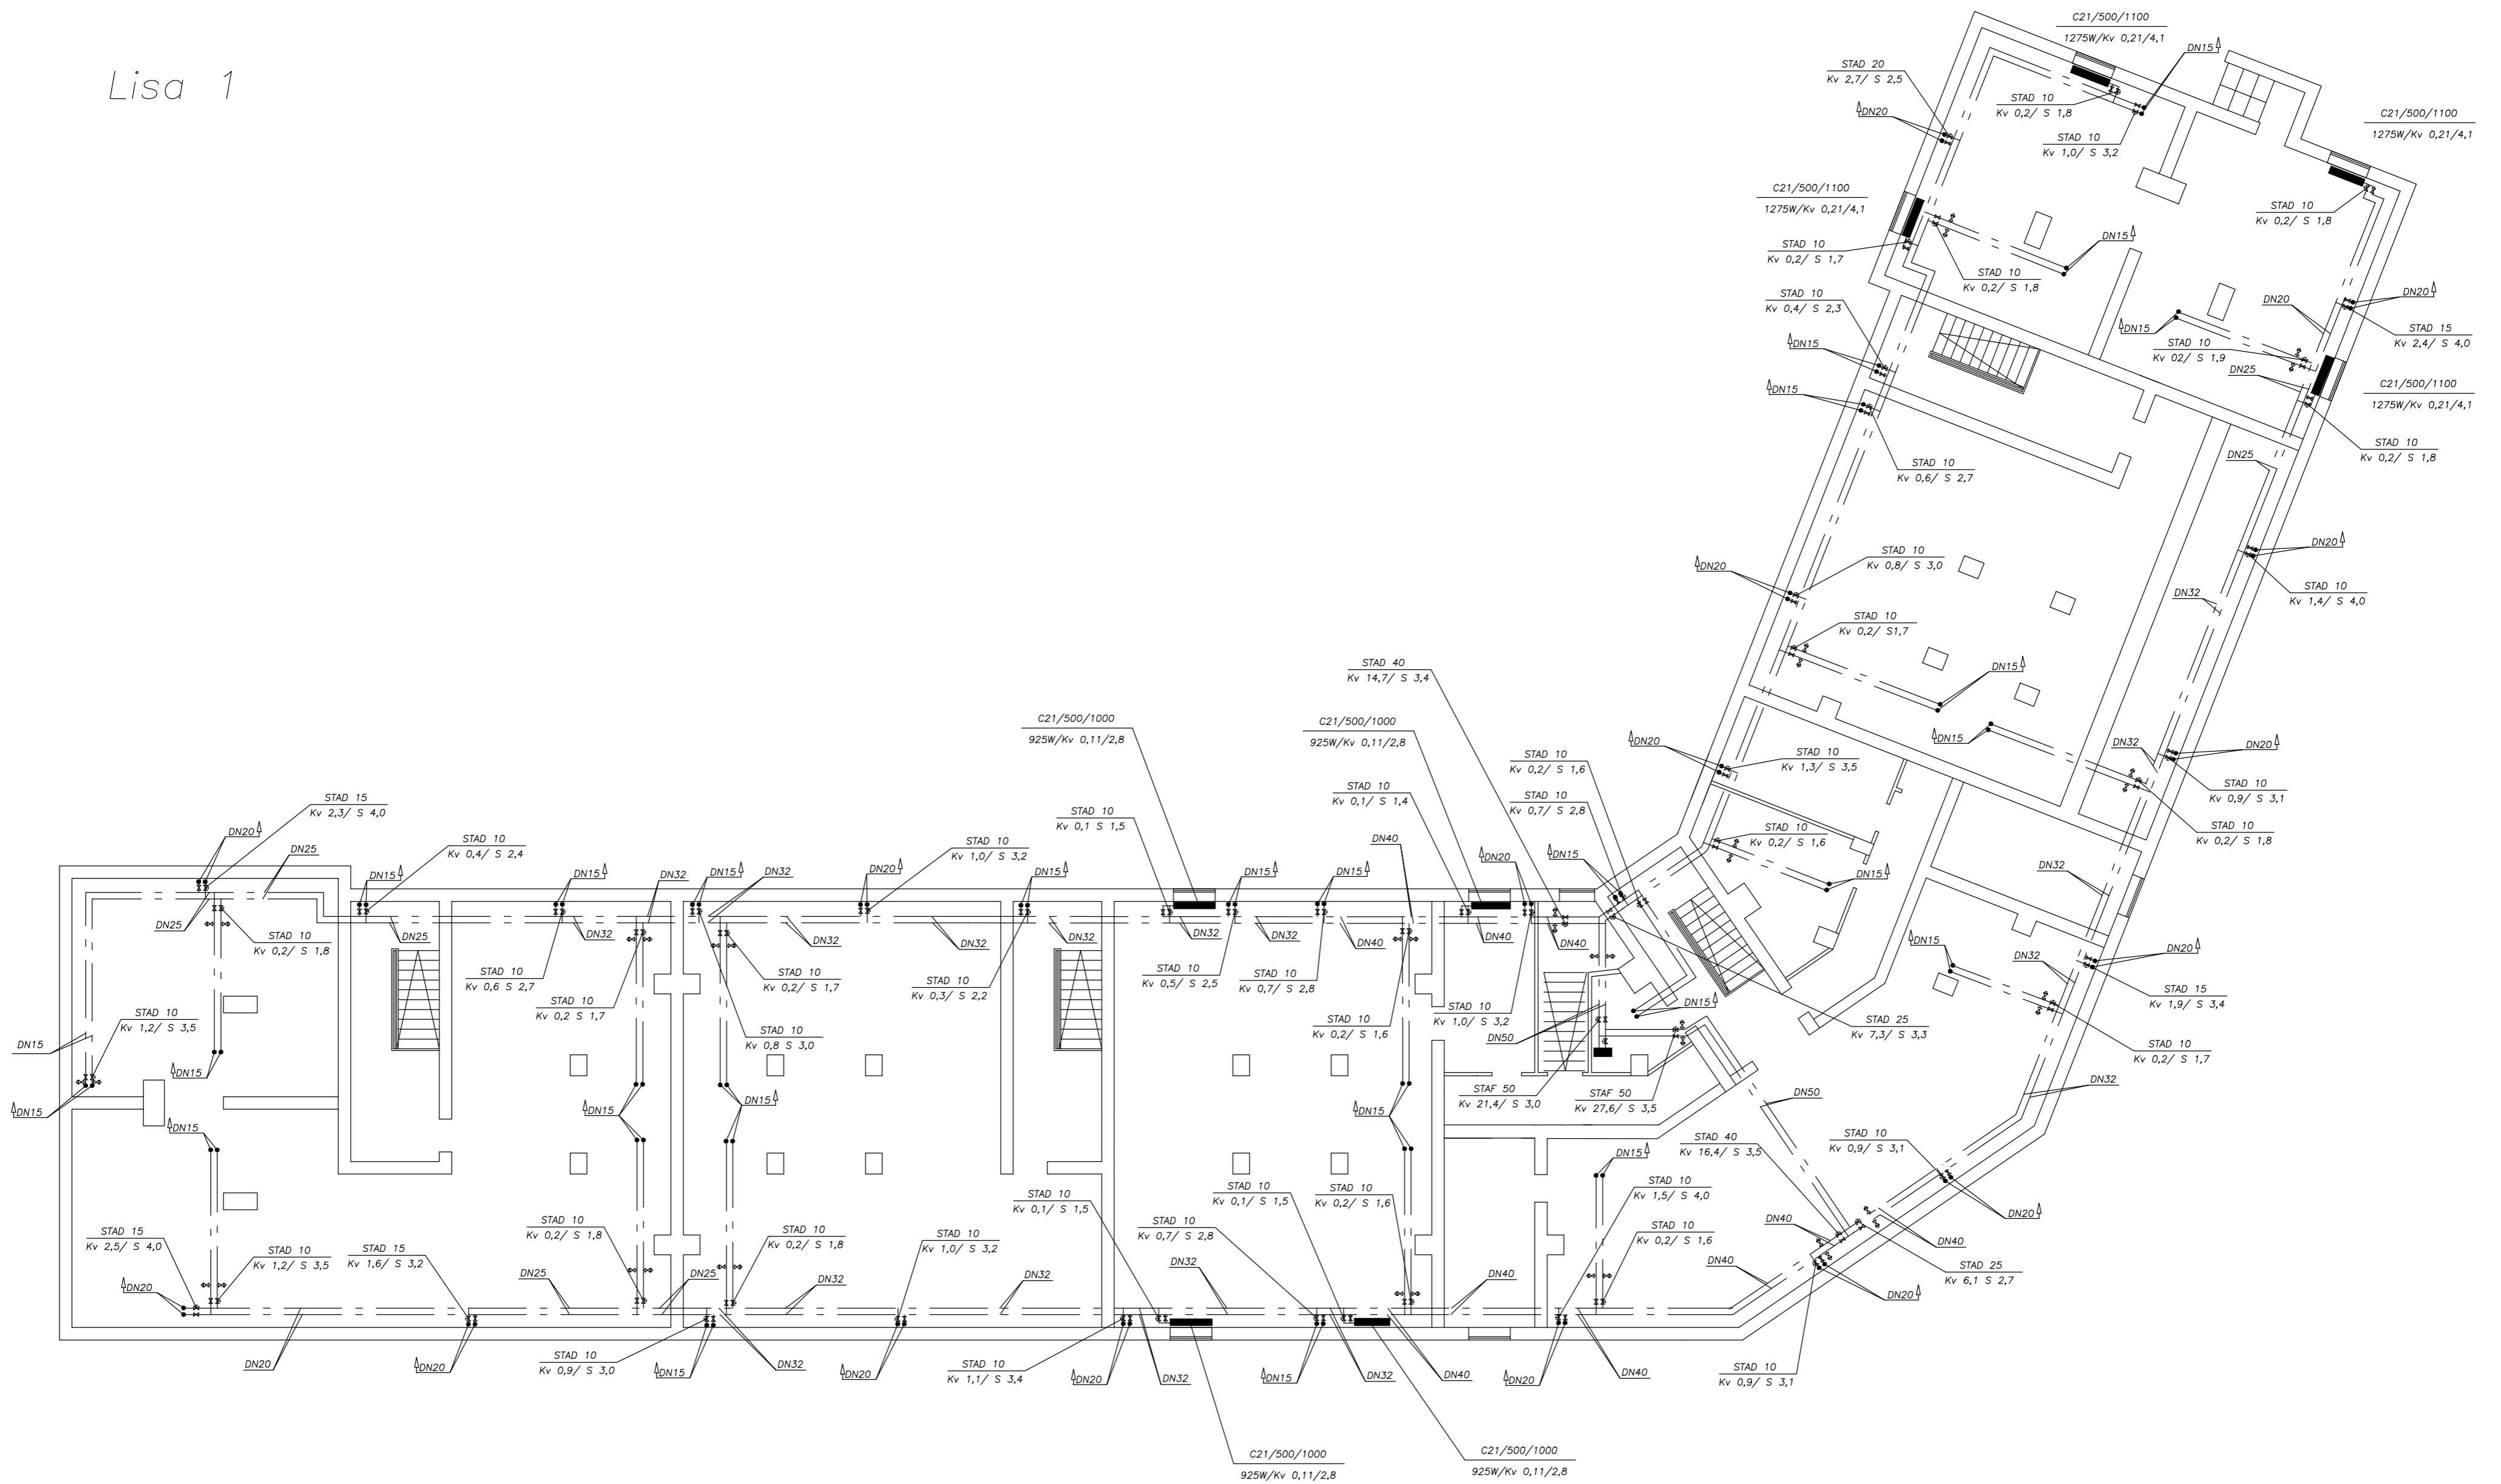 Lisa 1
C21/500/1100
1275W/Kv 0,21/4,1
DN15
STAD 20
Kv 2,7/ S 2,5
DN20
STAD 10
Kv 0,2/ S 1,8
STAD 10
Kv 1,0/ S 3,2
C21/500/1100
1275W/Kv 0,21/4,1
C21/500/1100
1275W/Kv 0,21/4,1
STAD 10
Kv 0,2/ S 1,8
STAD 10
Kv 0,2/ S 1,7
DN15
STAD 10
Kv 0,2/ S 1,8
STAD 10
Kv 0,4/ S 2,3
DN20
DN20
STAD 15
Kv 2,4/ S 4,0
DN15
DN15
STAD 10
Kv 02/ S 1,9
DN25
C21/500/1100
1275W/Kv 0,21/4,1
DN15
STAD 10
Kv 0,2/ S 1,8
DN25
STAD 10
Kv 0,6/ S 2,7
DN20
STAD 10
Kv 0,8/ S 3,0
DN20
STAD 10
Kv 1,4/ S 4,0
DN32
STAD 10
Kv 0,2/ S1,7
DN15
STAD 40
Kv 14,7/ S 3,4
C21/500/1000
925W/Kv 0,11/2,8
C21/500/1000
925W/Kv 0,11/2,8
DN20
DN15
DN32
DN20
STAD 10
Kv 0,2/ S 1,6
STAD 10
Kv 1,3/ S 3,5
STAD 10
Kv 0,9/ S 3,1
STAD 10
Kv 0,1/ S 1,4
STAD 10
Kv 0,7/ S 2,8
STAD 15
Kv 2,3/ S 4,0
STAD 10
Kv 0,1 S 1,5
STAD 10
Kv 0,2/ S 1,6
STAD 10
Kv 0,2/ S 1,8
DN20
DN25
STAD 10
Kv 0,4/ S 2,4
STAD 10
Kv 1,0/ S 3,2
DN40
DN20
DN15
DN15
DN15
DN15
DN32
DN15
DN32
DN20
DN15
DN15
DN15
DN32
DN25
STAD 10
Kv 0,2/ S 1,8
DN25
DN32
DN32
DN32
DN32
DN32
DN32
DN40
DN40
DN40
DN15
DN32
DN20
STAD 10
Kv 0,6 S 2,7
STAD 10
Kv 0,2 S 1,7
STAD 10
Kv 0,2/ S 1,7
STAD 10
Kv 0,3/ S 2,2
STAD 10
Kv 0,5/ S 2,5
STAD 10
Kv 0,7/ S 2,8
STAD 15
Kv 1,9/ S 3,4
STAD 10
Kv 1,2/ S 3,5
STAD 10
Kv 0,8 S 3,0
STAD 10
Kv 0,2/ S 1,6
STAD 10
Kv 1,0/ S 3,2
DN15
DN50
STAD 25
Kv 7,3/ S 3,3
STAD 10
Kv 0,2/ S 1,7
DN15
DN15
DN15
STAF 50
Kv 21,4/ S 3,0
STAF 50
Kv 27,6/ S 3,5
DN50
DN32
DN15
DN15
DN15
DN15
DN15
DN15
STAD 40
Kv 16,4/ S 3,5
STAD 10
Kv 0,9/ S 3,1
STAD 10
Kv 0,1/ S 1,5
STAD 10
Kv 0,1/ S 1,5
STAD 10
Kv 0,2/ S 1,6
STAD 10
Kv 1,5/ S 4,0
DN20
STAD 15
Kv 2,5/ S 4,0
STAD 10
Kv 1,2/ S 3,5
STAD 15
Kv 1,6/ S 3,2
STAD 10
Kv 0,2/ S 1,8
STAD 10
Kv 0,2/ S 1,8
STAD 10
Kv 1,0/ S 3,2
STAD 10
Kv 0,7/ S 2,8
STAD 10
Kv 0,2/ S 1,6
DN40
DN40
DN40
DN20
DN25
DN25
DN32
DN32
DN32
DN40
STAD 25
Kv 6,1 S 2,7
DN20
DN20
DN20
STAD 10
Kv 0,9/ S 3,0
DN15
DN32
DN20
STAD 10
Kv 1,1/ S 3,4
DN20
DN32
DN15
DN32
DN40
DN20
DN40
STAD 10
Kv 0,9/ S 3,1
C21/500/1000
925W/Kv 0,11/2,8
C21/500/1000
925W/Kv 0,11/2,8